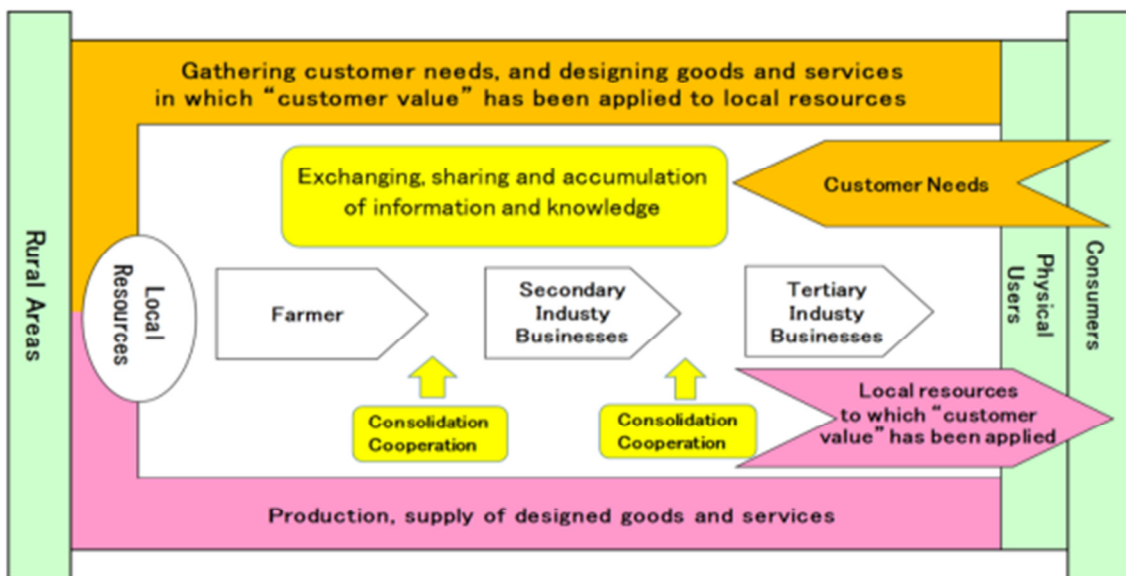 Gathering customer needs, and designing goods and services
in which “customer value” has been applied to local resources
Exchanging, sharing and accumulation
of information and knowledge
Customer Needs
Rural Areas
Local
Resources
Farmer
Secondary
Industy
Businesses
Tertiary
Industy
Businesses
Physical
Users
Consumers
Consolidation
Cooperation
Consolidation
Cooperation
Local resources
to which “customer
value” has been applied
Production, supply of designed goods and services